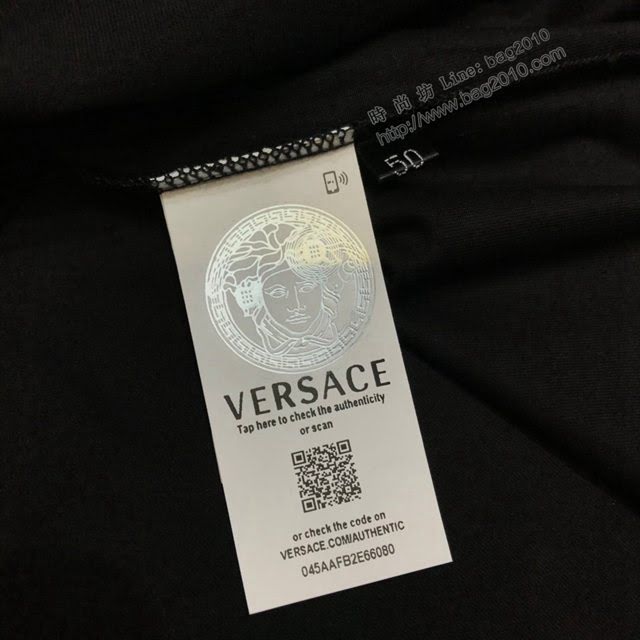 時尚坊 Line: bag2010
http://www.bag2010.com
50
VERSACE
Tap here to check the authenticity
or scan
or check the code on
VERSACE.COM/AUTHENTIC
045AAFB2E66080